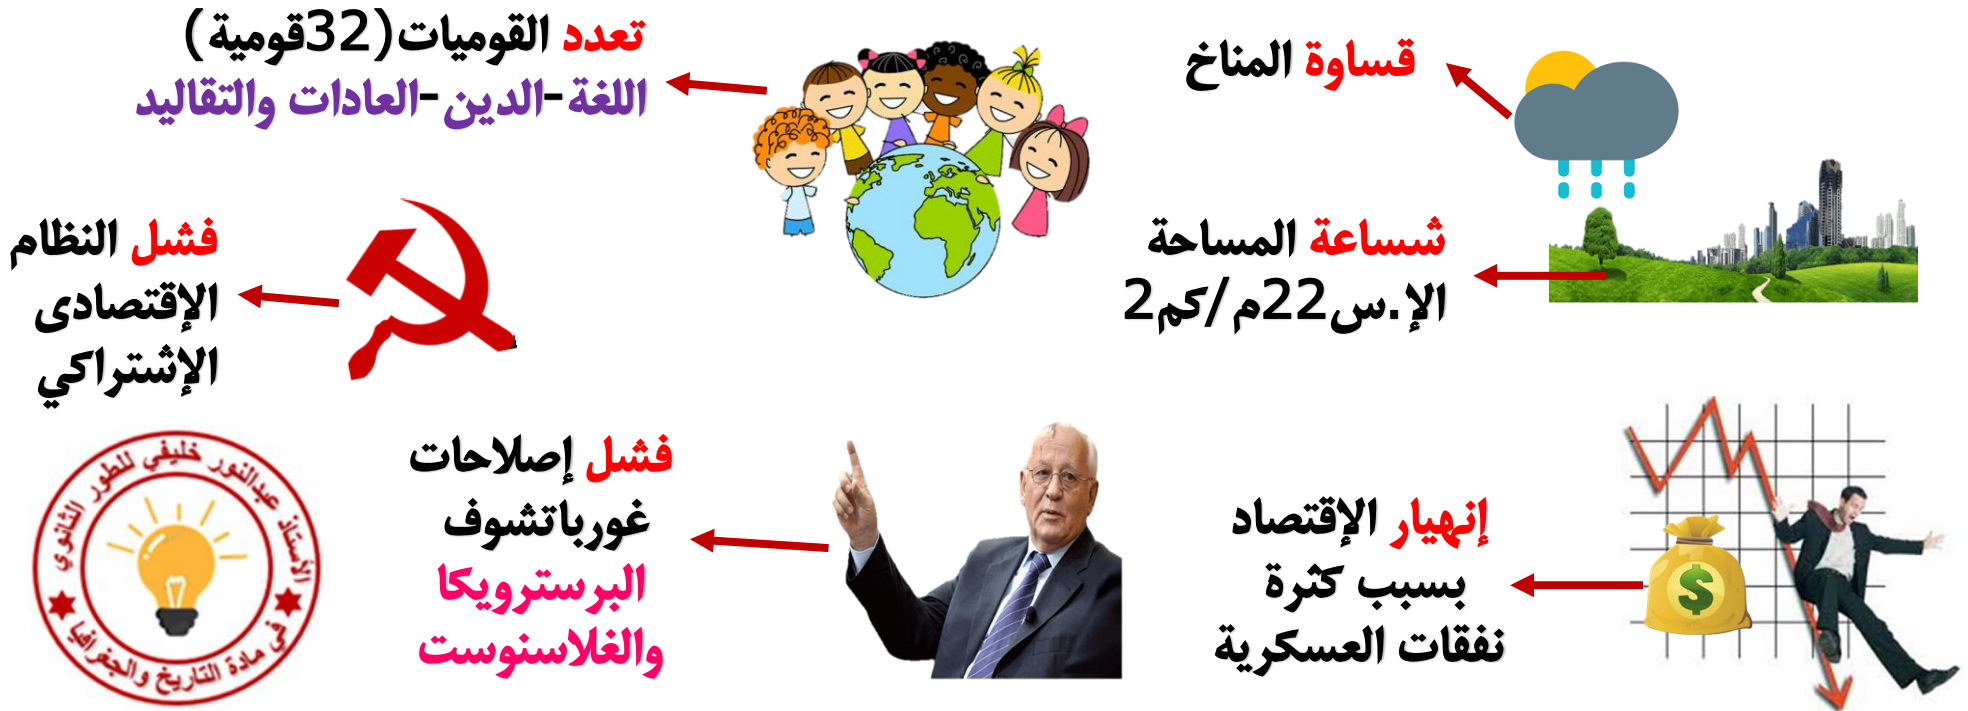 قساوة المناخ
شساعة المساحة
الإ.س22م/كم2
إنهيار الإقتصاد
بسبب كثرة
نفقات العسكرية
تعدد القوميات(32قومية)
اللغة-الدين-العادات والتقاليد
فشل النظام
الإقتصادى
الإشتراكي
فشل إصلاحات
غورباتشوف
البرسترويكا
والغلاسنوست
الأستاذ عبدالنور خليفي للطور الثانوي
في مادة التاريخ والجغرافيا
$